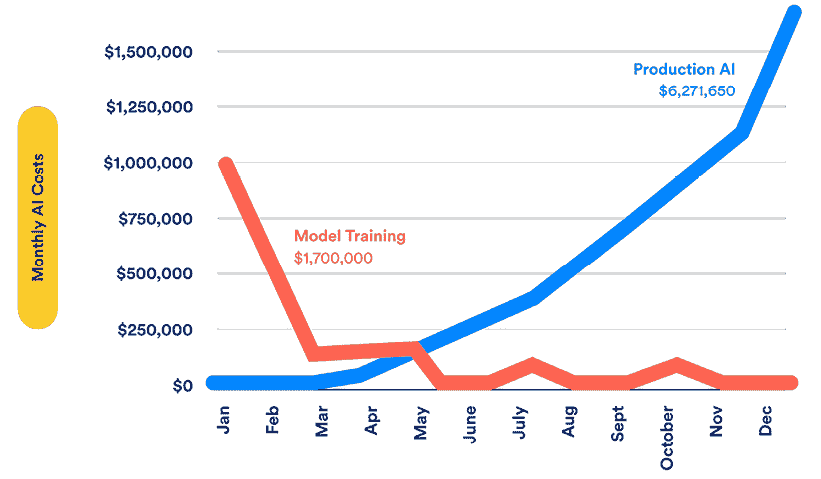 $1,500,000
Production AI
$6,271,650
$1,250,000
$1,000,000
Monthly AI Costs
$750,000
Model Training
$1,700,000
$500,000
$250,000
$0
Jan
Feb
Mar
Apr
May
June
July
Aug
Sept
October
Nov
Dec